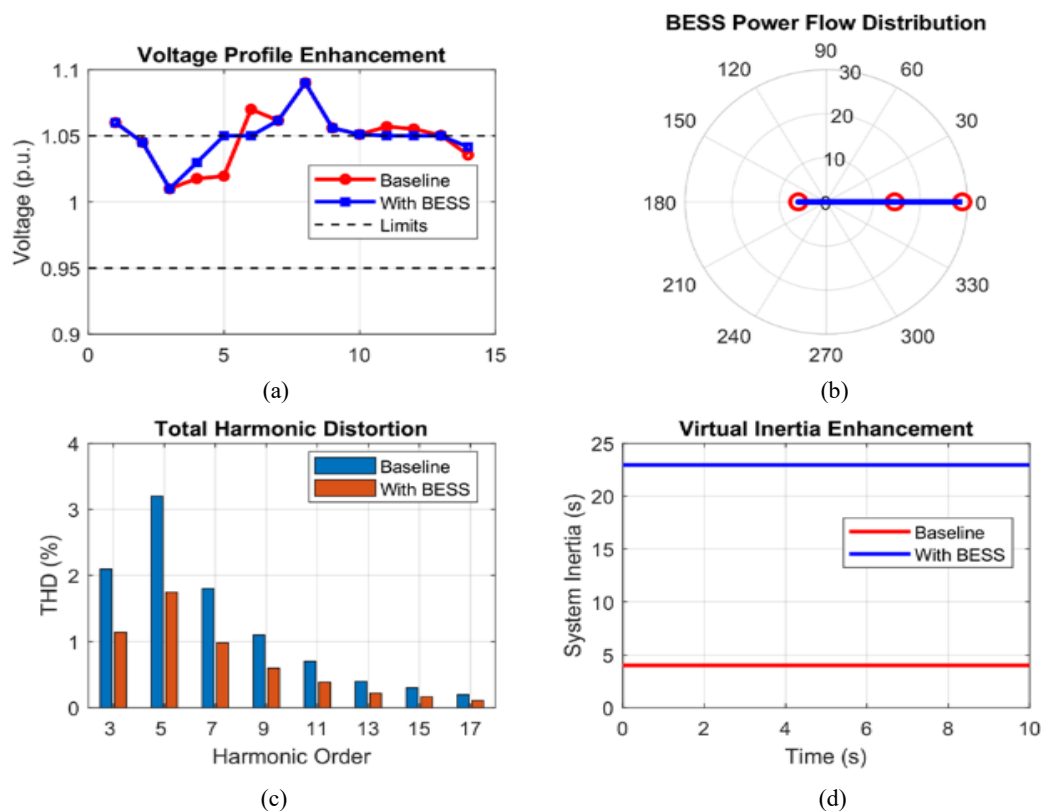 Voltage Profile Enhancement
1.1
1.05
1
0.95
0.9
Voltage (p.u.)
Baseline
With BESS
Limits
0 5 10 15
(a)
BESS Power Flow Distribution
90
120 60
30
20
150 30
10
180 0 0
210 330
240 300
270
(b)
Total Harmonic Distortion
4
3
2
1
0
THD (%)
Baseline
With BESS
3 5 7 9 11 13 15 17
Harmonic Order
(c)
Virtual Inertia Enhancement
25
20
15
10
5
0
System Inertia (s)
Baseline
With BESS
0 2 4 6 8 10
Time (s)
(d)